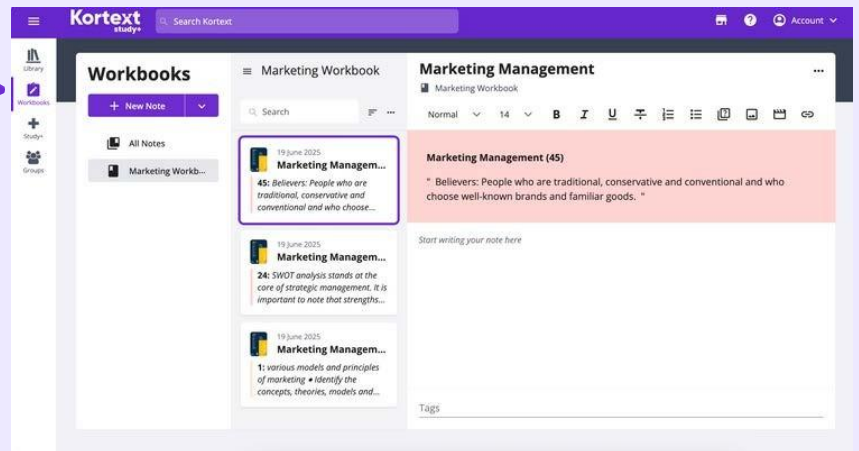 Kortext
study+
Search Kortext
Account
Library
Workbooks
Study+
Groups
Workbooks
+ New Note
All Notes
Marketing Workb...
Marketing Workbook
Search
19 June 2025
Marketing Managem...
45: Believers: People who are
traditional, conservative and
conventional and who choose...
19 June 2025
Marketing Managem...
24: SWOT analysis stands at the
core of strategic management. It is
important to note that strengths...
19 June 2025
Marketing Managem...
1: various models and principles
of marketing • Identify the
concepts, theories, models and...
Marketing Management
Marketing Workbook
Normal 14 B I U T
Marketing Management (45)
" Believers: People who are traditional, conservative and conventional and who
choose well-known brands and familiar goods. "
Start writing your note here
Tags